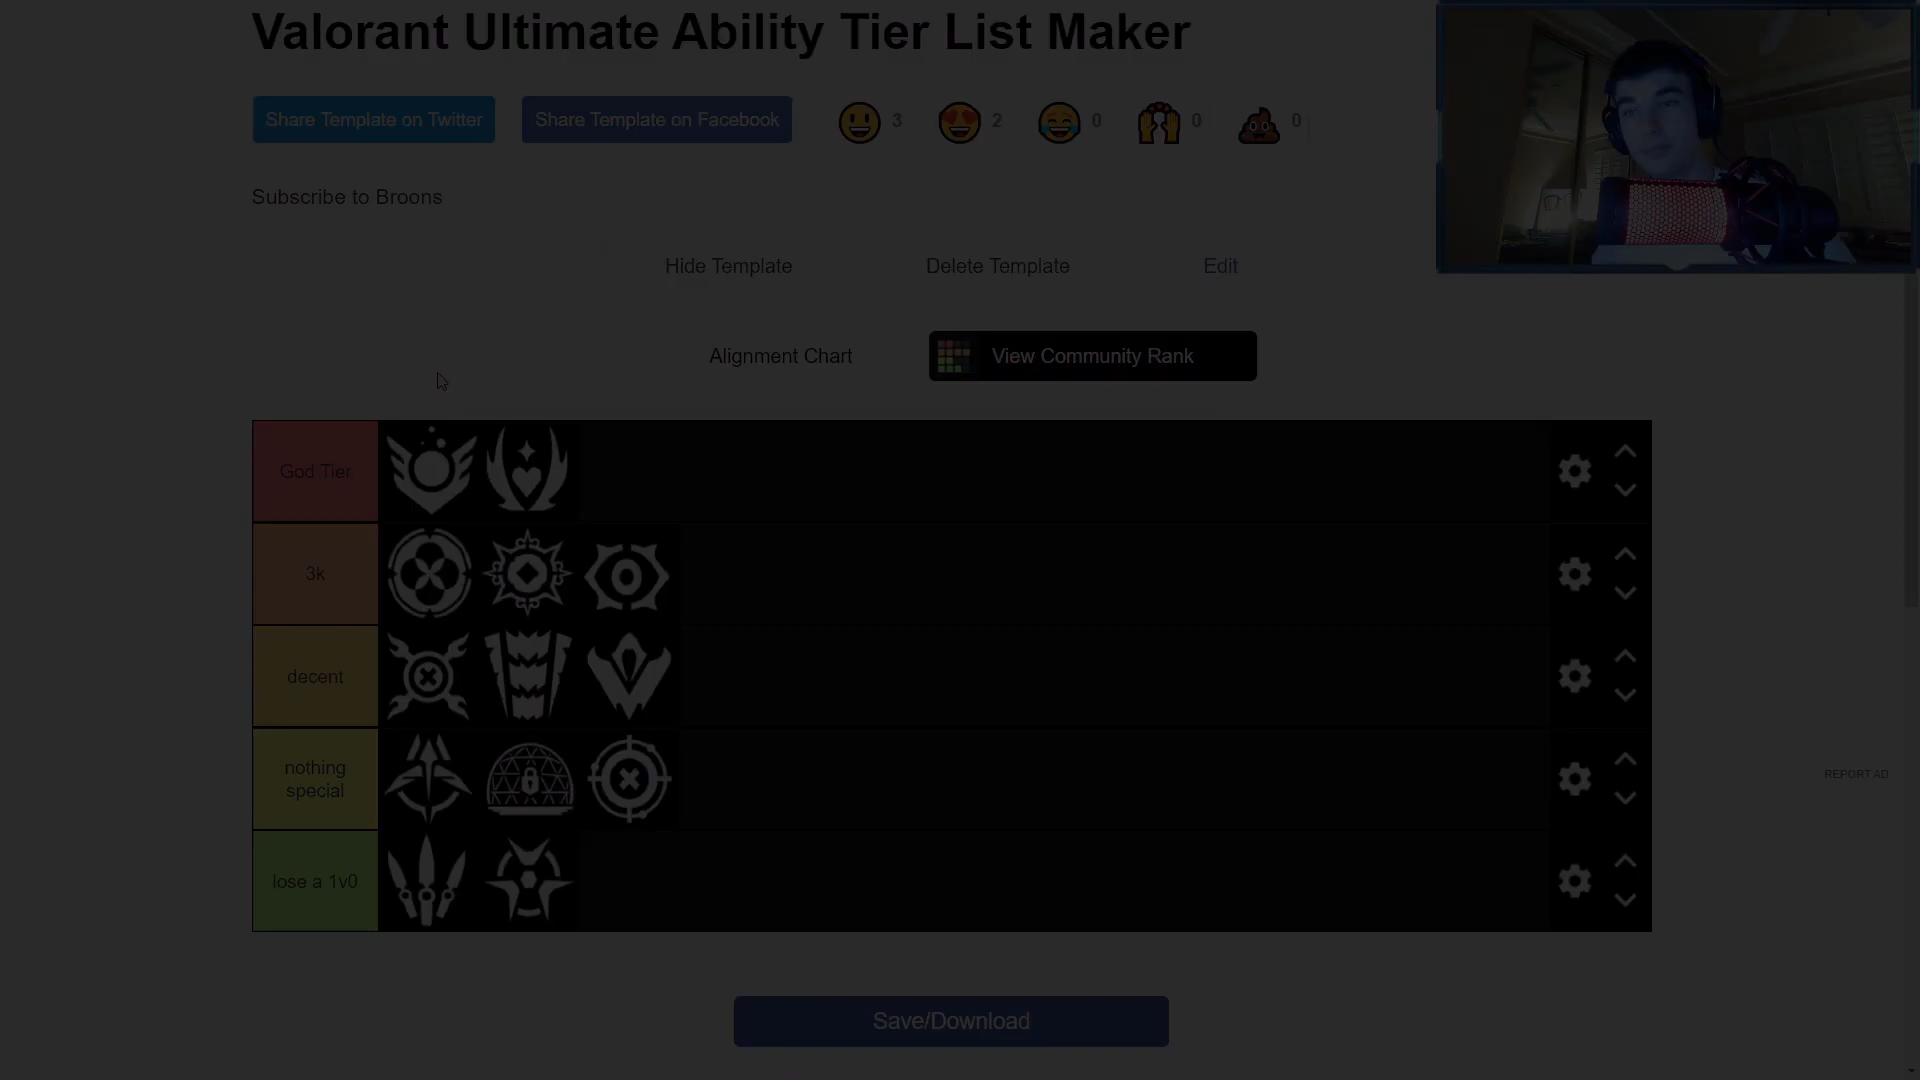 Valorant Ultimate Ability Tier List Maker
Share Template on Twitter
Share Template on Facebook
3
2
0
0
0
Subscribe to Broons
Hide Template
Delete Template
Edit
Alignment Chart
View Community Rank
God Tier
3k
decent
REPORT AD
nothing
special
lose a 1v0
Save/Download